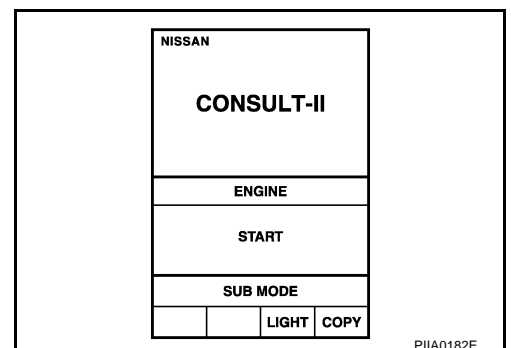 NISSAN
CONSULT-II
ENGINE
START
SUB MODE
LIGHT COPY
PIIA0182E